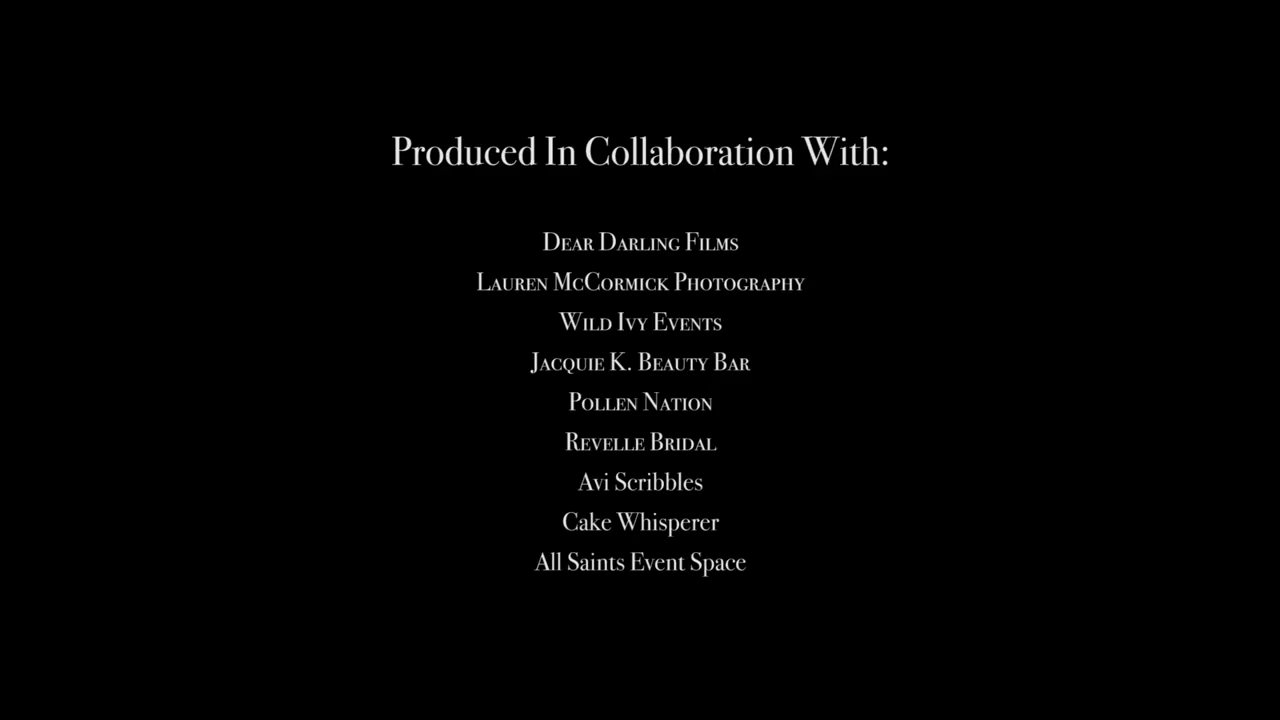 Produced In Collaboration With:
Dear Darling Films
Lauren McCormick Photography
Wild Ivy Events
Jacquie K. Beauty Bar
Pollen Nation
Revelle Bridal
Avi Scribbles
Cake Whisperer
All Saints Event Space